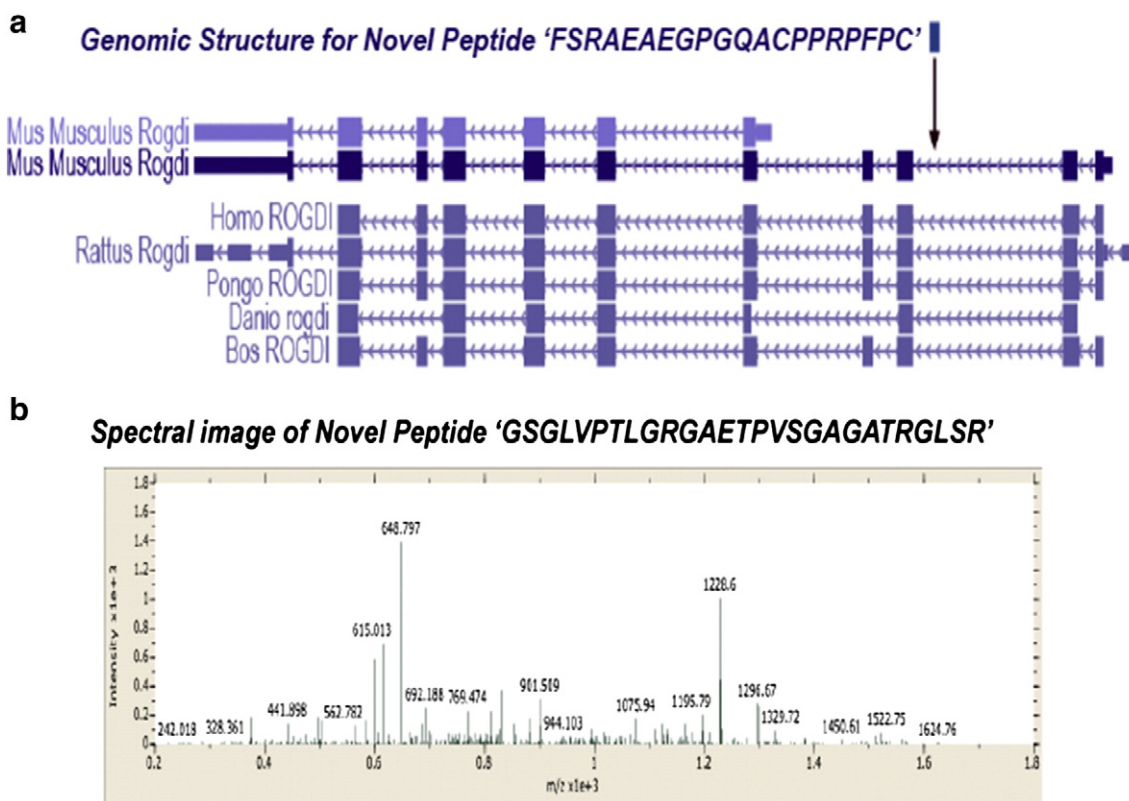 a
Genomic Structure for Novel Peptide ‘FSRAEAEGPGQACPPRPFPC’
Mus Musculus Rogdi
Mus Musculus Rogdi
Homo ROGDI
Rattus Rogdi
Pongo ROGDI
Danio rogdi
Bos ROGDI
b
Spectral image of Novel Peptide ‘GSGLVPTLGRGAETPVSGAGATRGLSR’
1.8
1.6
1.4
1.2
1
0.8
0.6
0.4
0.2
0
Intensity x1e+3
648.797
1228.6
615.013
692.188
769.474
901.509
1296.67
441.898
562.782
1075.94
1195.79
242.018
328.361
944.103
1329.72
1450.61
1522.75
1624.76
0.2
0.4
0.6
0.8
1
1.2
1.4
1.6
1.8
m/z x1e+3